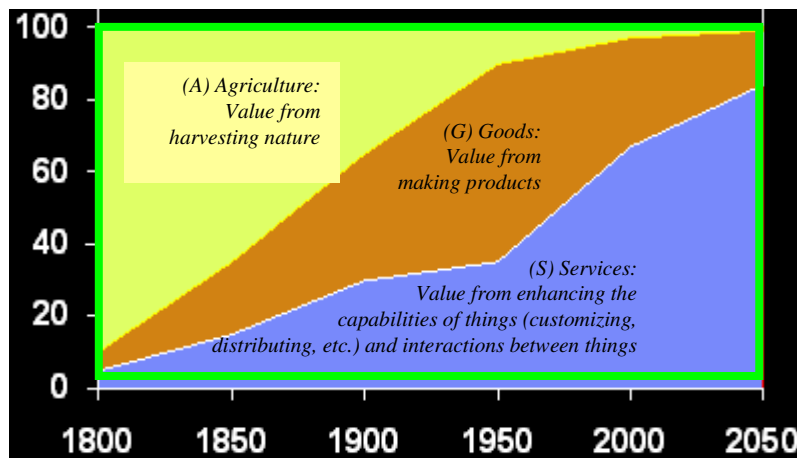 100
(A) Agriculture:
Value from
harvesting nature
80
(G) Goods:
Value from
making products
60
40
(S) Services:
Value from enhancing the
capabilities of things (customizing,
distributing, etc.) and interactions between things
20
0
1800 1850 1900 1950 2000 2050